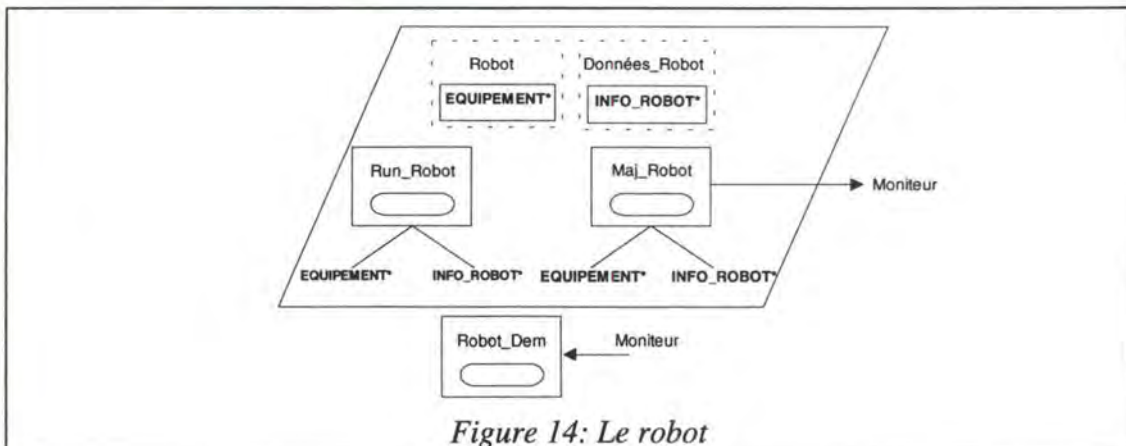 Robot
Données_Robot
EQUIPEMENT*
INFO_ROBOT*
Run_Robot
Maj_Robot
Moniteur
EQUIPEMENT*
INFO_ROBOT*
EQUIPEMENT*
INFO_ROBOT*
Robot_Dem
Moniteur
Figure 14: Le robot